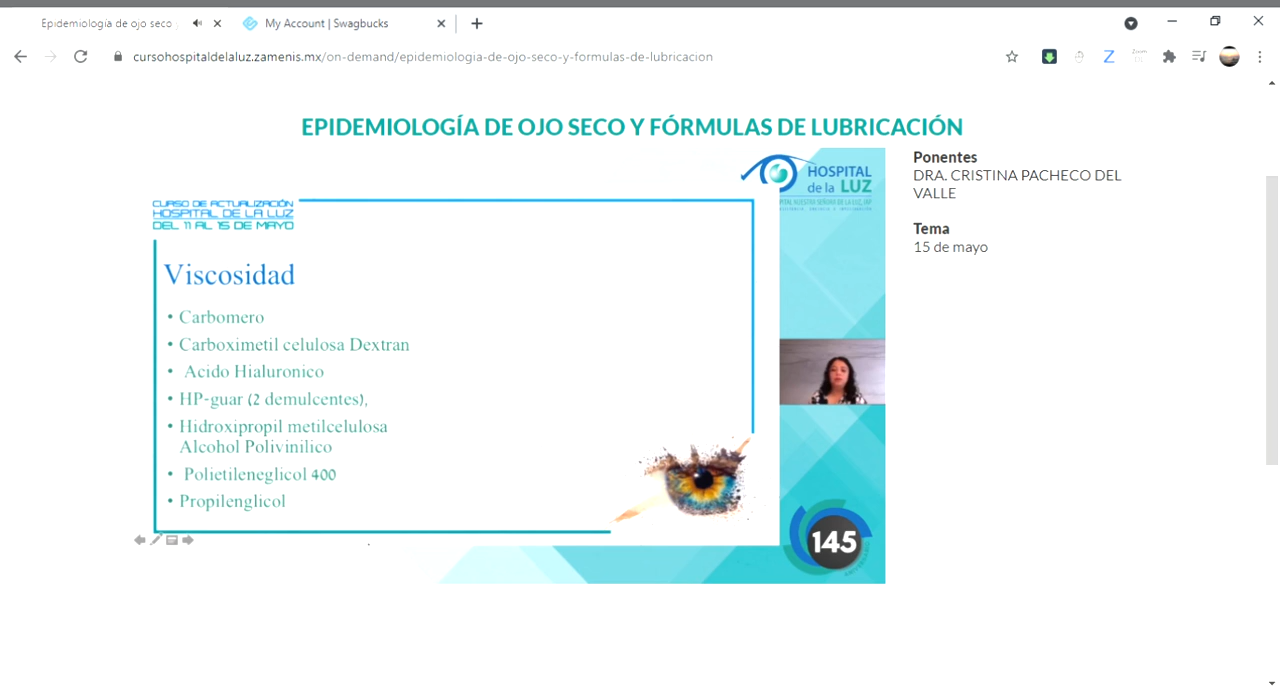 Epidemiología de ojo seco
My Account | Swagbucks
cursohospitaldelaluz.zamenis.mx/on-demand/epidemiologia-de-ojo-seco-y-formulas-de-lubricacion
EPIDEMIOLOGÍA DE OJO SECO Y FÓRMULAS DE LUBRICACIÓN
HOSPITAL
de la LUZ
CURSO DE ACTUALIZACIÓN
HOSPITAL DE LA LUZ
DEL 11 AL 15 DE MAYO
Viscosidad
• Carbomero
• Carboximetil celulosa Dextran
• Acido Hialuronico
• HP-guar (2 demulcentes),
• Hidroxipropil metilcelulosa
Alcohol Polivinilico
• Polietileneglicol 400
• Propilenglicol
145
Ponentes
DRA. CRISTINA PACHECO DEL
VALLE
Tema
15 de mayo